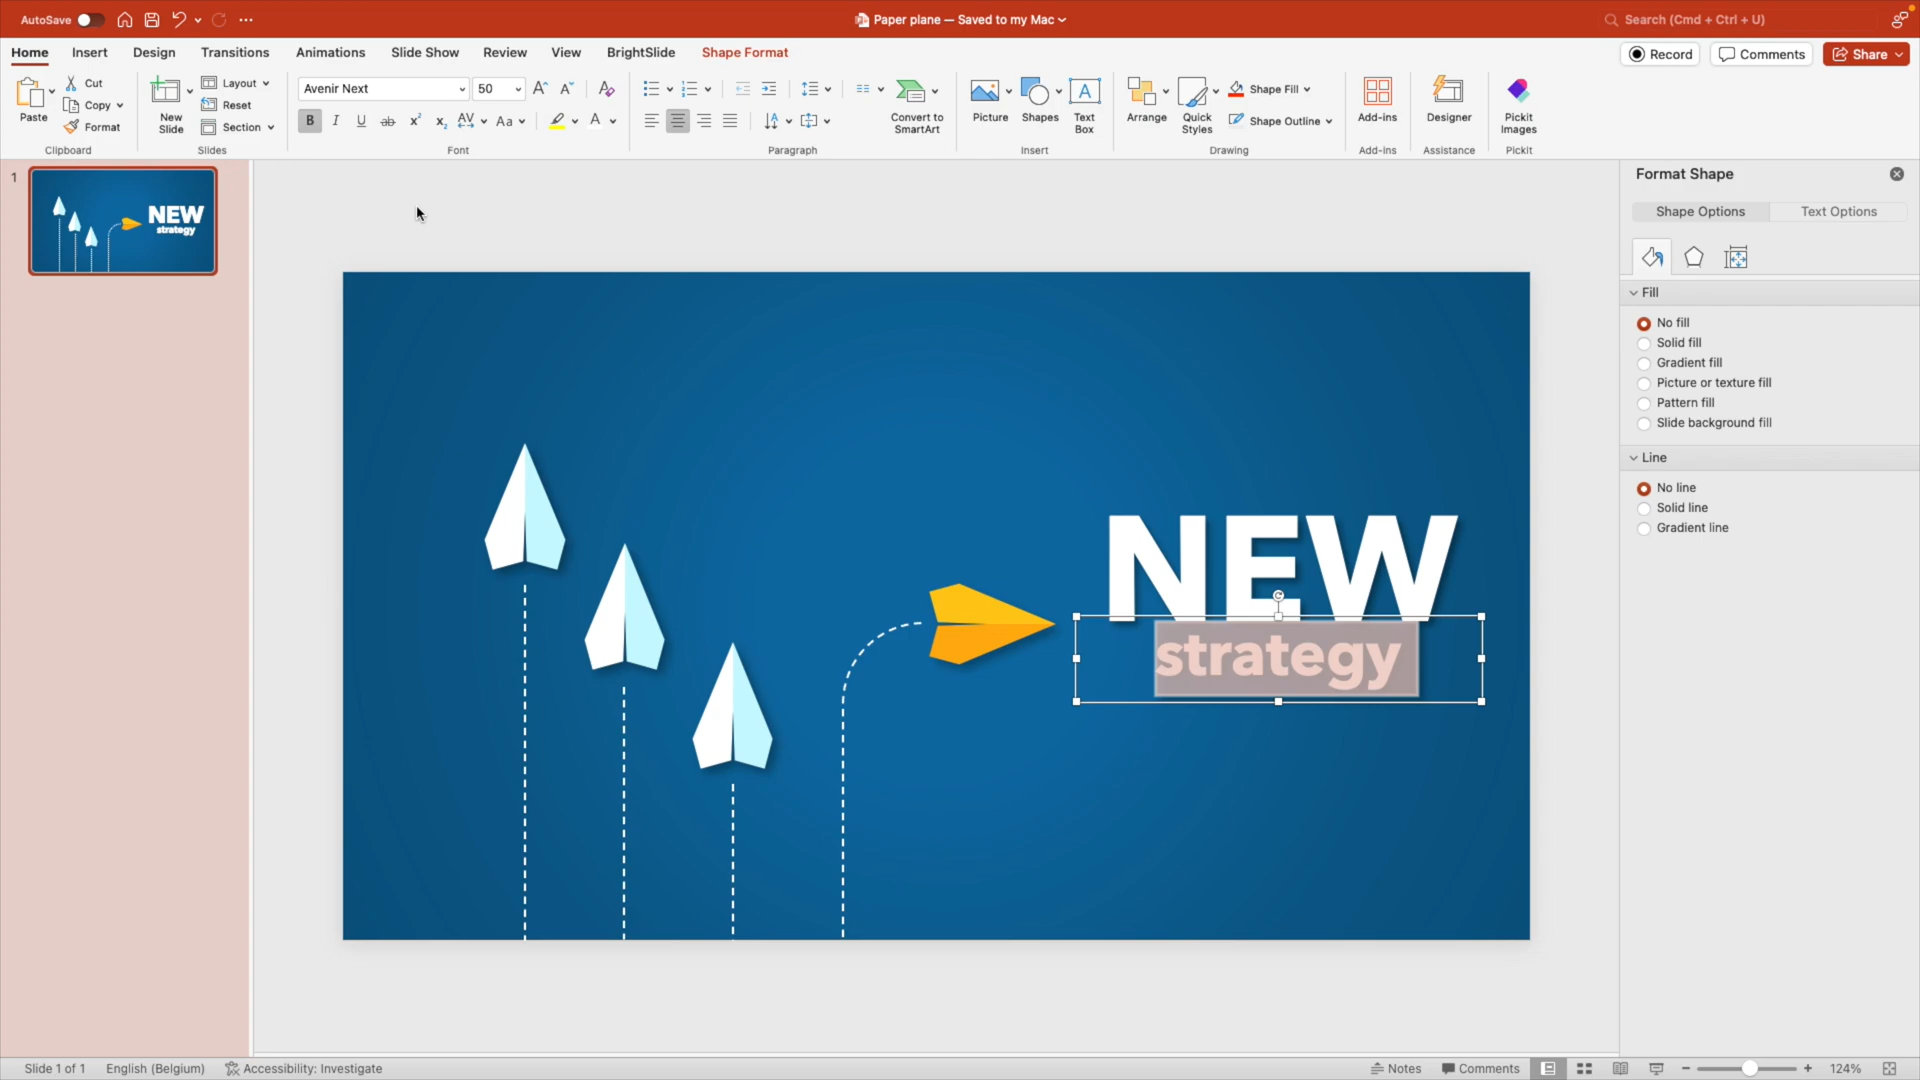 AutoSave
Paper plane — Saved to my Mac
Search (Cmd + Ctrl + U)
Home Insert Design Transitions Animations Slide Show Review View BrightSlide Shape Format
Record Comments Share
Paste
Cut
Copy
Format
Clipboard
New Slide
Layout
Reset
Section
Slides
Avenir Next 50
Font
Paragraph
Convert to SmartArt
Picture Shapes Text Box
Insert
Arrange Quick Styles
Shape Fill
Shape Outline
Drawing
Add-ins
Add-ins
Designer
Assistance
Pickit Images
Pickit
1
NEW
strategy
NEW
strategy
Format Shape
Shape Options Text Options
Fill
No fill
Solid fill
Gradient fill
Picture or texture fill
Pattern fill
Slide background fill
Line
No line
Solid line
Gradient line
Slide 1 of 1 English (Belgium) Accessibility: Investigate
Notes Comments 124%